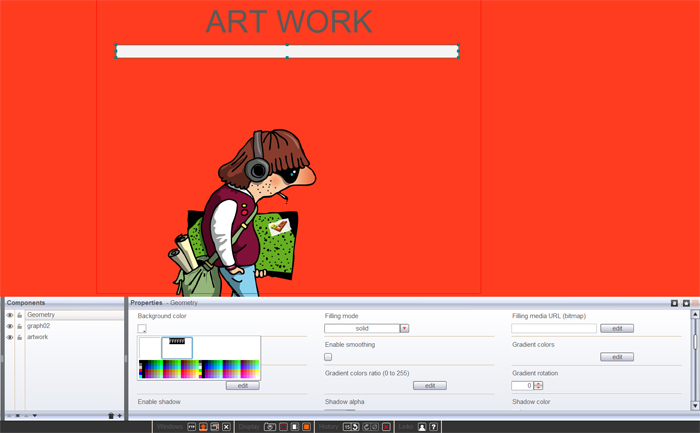 ART WORK
Components
Geometry
graph02
artwork
Properties - Geometry
Background color
Filling mode
Filling media URL (bitmap)
solid
edit
Enable smoothing
Gradient colors
edit
Gradient colors ratio (0 to 255)
Gradient rotation
edit
edit
0
Enable shadow
Shadow alpha
Shadow color
Windows
Display
History
15
Links
?